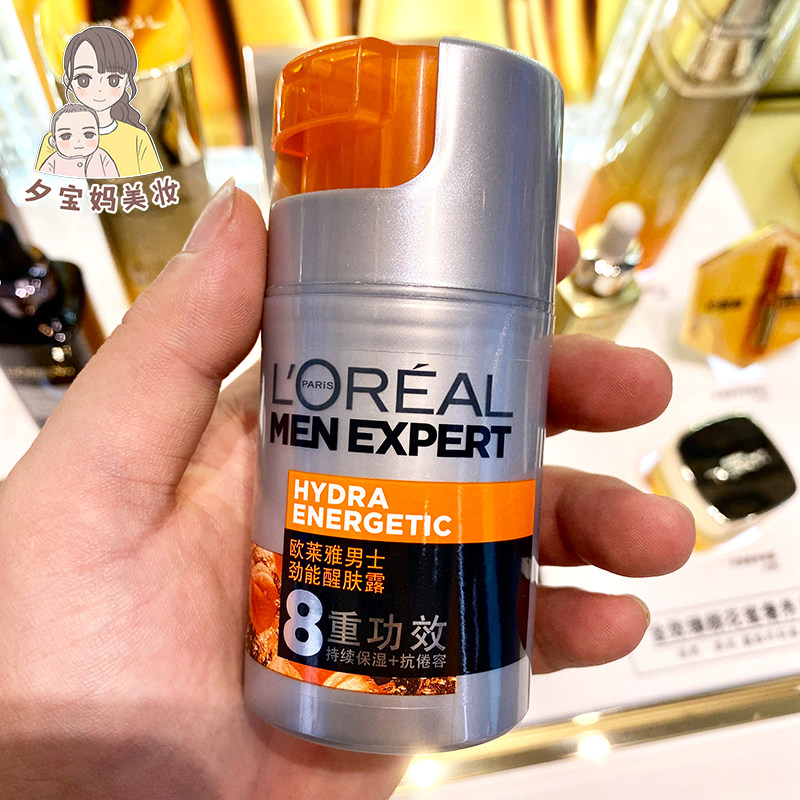 夕宝妈美妆
L'ORÉAL
PARIS
MEN EXPERT
HYDRA
ENERGETIC
欧莱雅男士
劲能醒肤露
8重功效
持续保湿+抗倦容